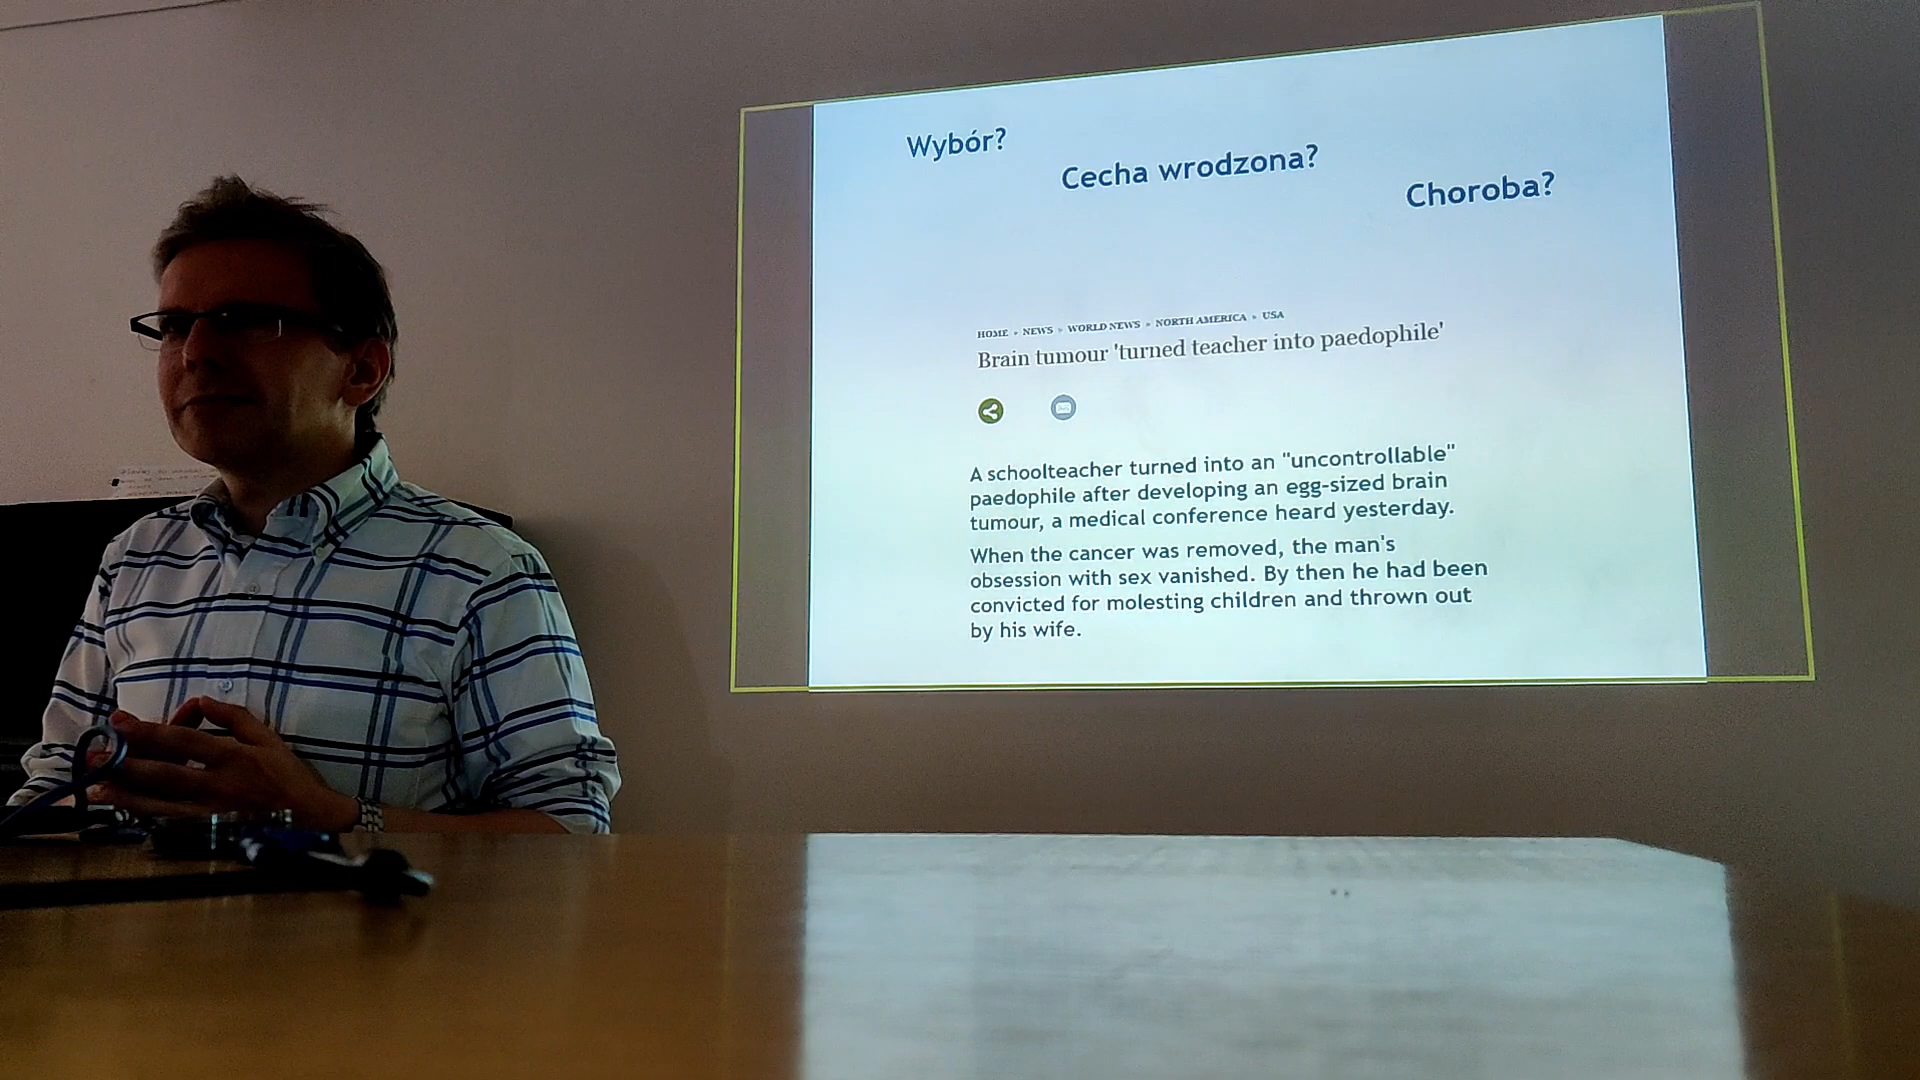 Wybór?
Cecha wrodzona?
Choroba?
HOME » NEWS » WORLD NEWS » NORTH AMERICA » USA
Brain tumour 'turned teacher into paedophile'
A schoolteacher turned into an "uncontrollable"
paedophile after developing an egg-sized brain
tumour, a medical conference heard yesterday.
When the cancer was removed, the man's
obsession with sex vanished. By then he had been
convicted for molesting children and thrown out
by his wife.